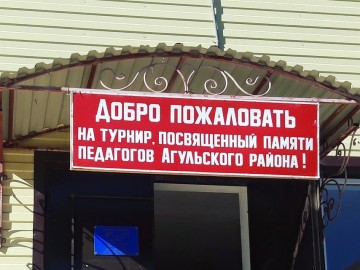 ДОБРО ПОЖАЛОВАТЬ
НА ТУРНИР, ПОСВЯЩЕННЫЙ ПАМЯТИ
ПЕДАГОГОВ АГУЛЬСКОГО РАЙОНА!